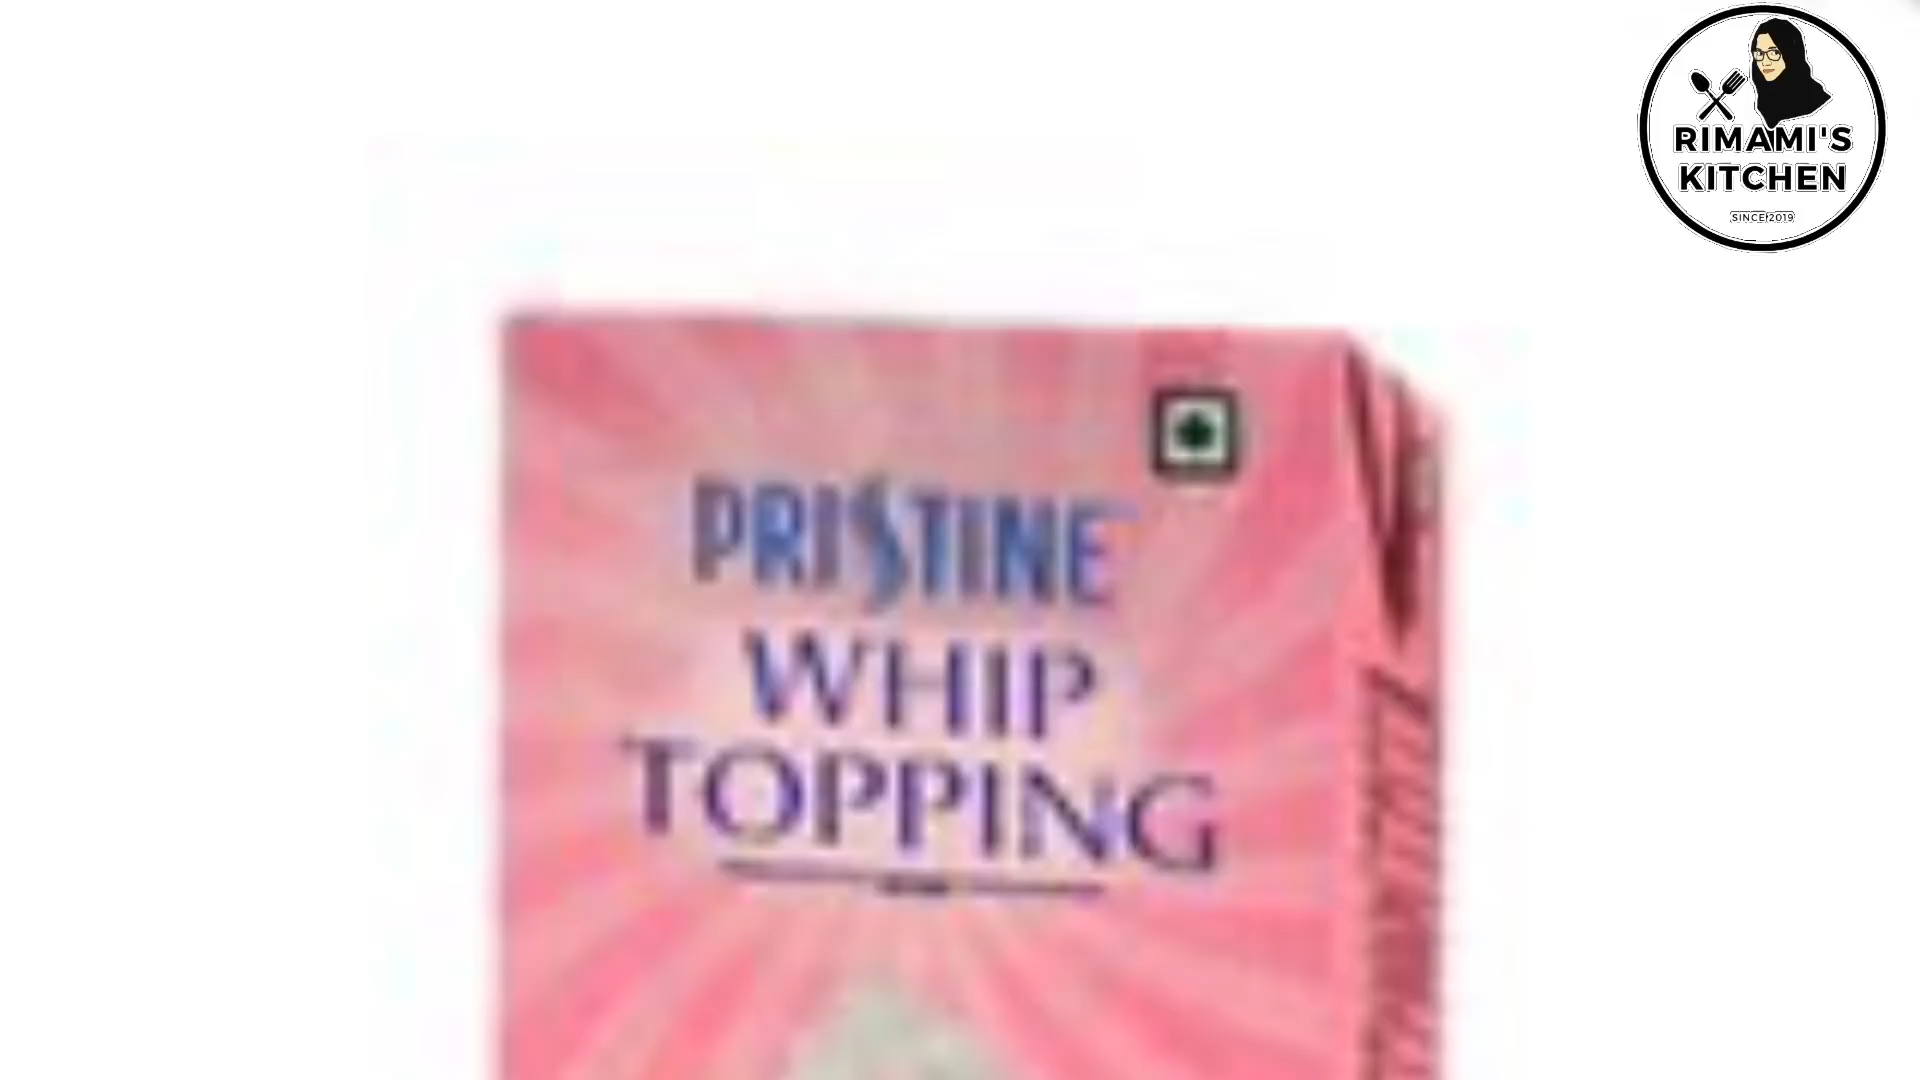 RIMAMI'S
KITCHEN
SINCE 2019
PRISTINE
WHIP
TOPPING